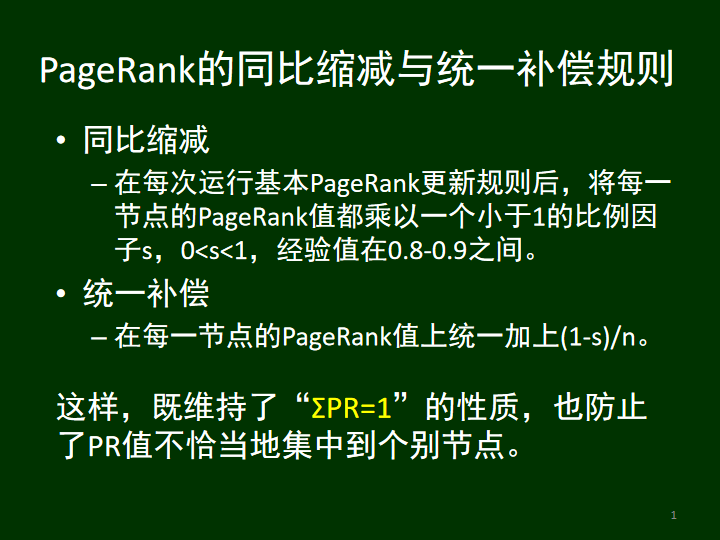 PageRank的同比缩减与统一补偿规则
• 同比缩减
– 在每次运行基本PageRank更新规则后，将每一
节点的PageRank值都乘以一个小于1的比例因
子s，0<s<1，经验值在0.8-0.9之间。
• 统一补偿
– 在每一节点的PageRank值上统一加上(1-s)/n。
这样，既维持了“ΣPR=1”的性质，也防止
了PR值不恰当地集中到个别节点。
1